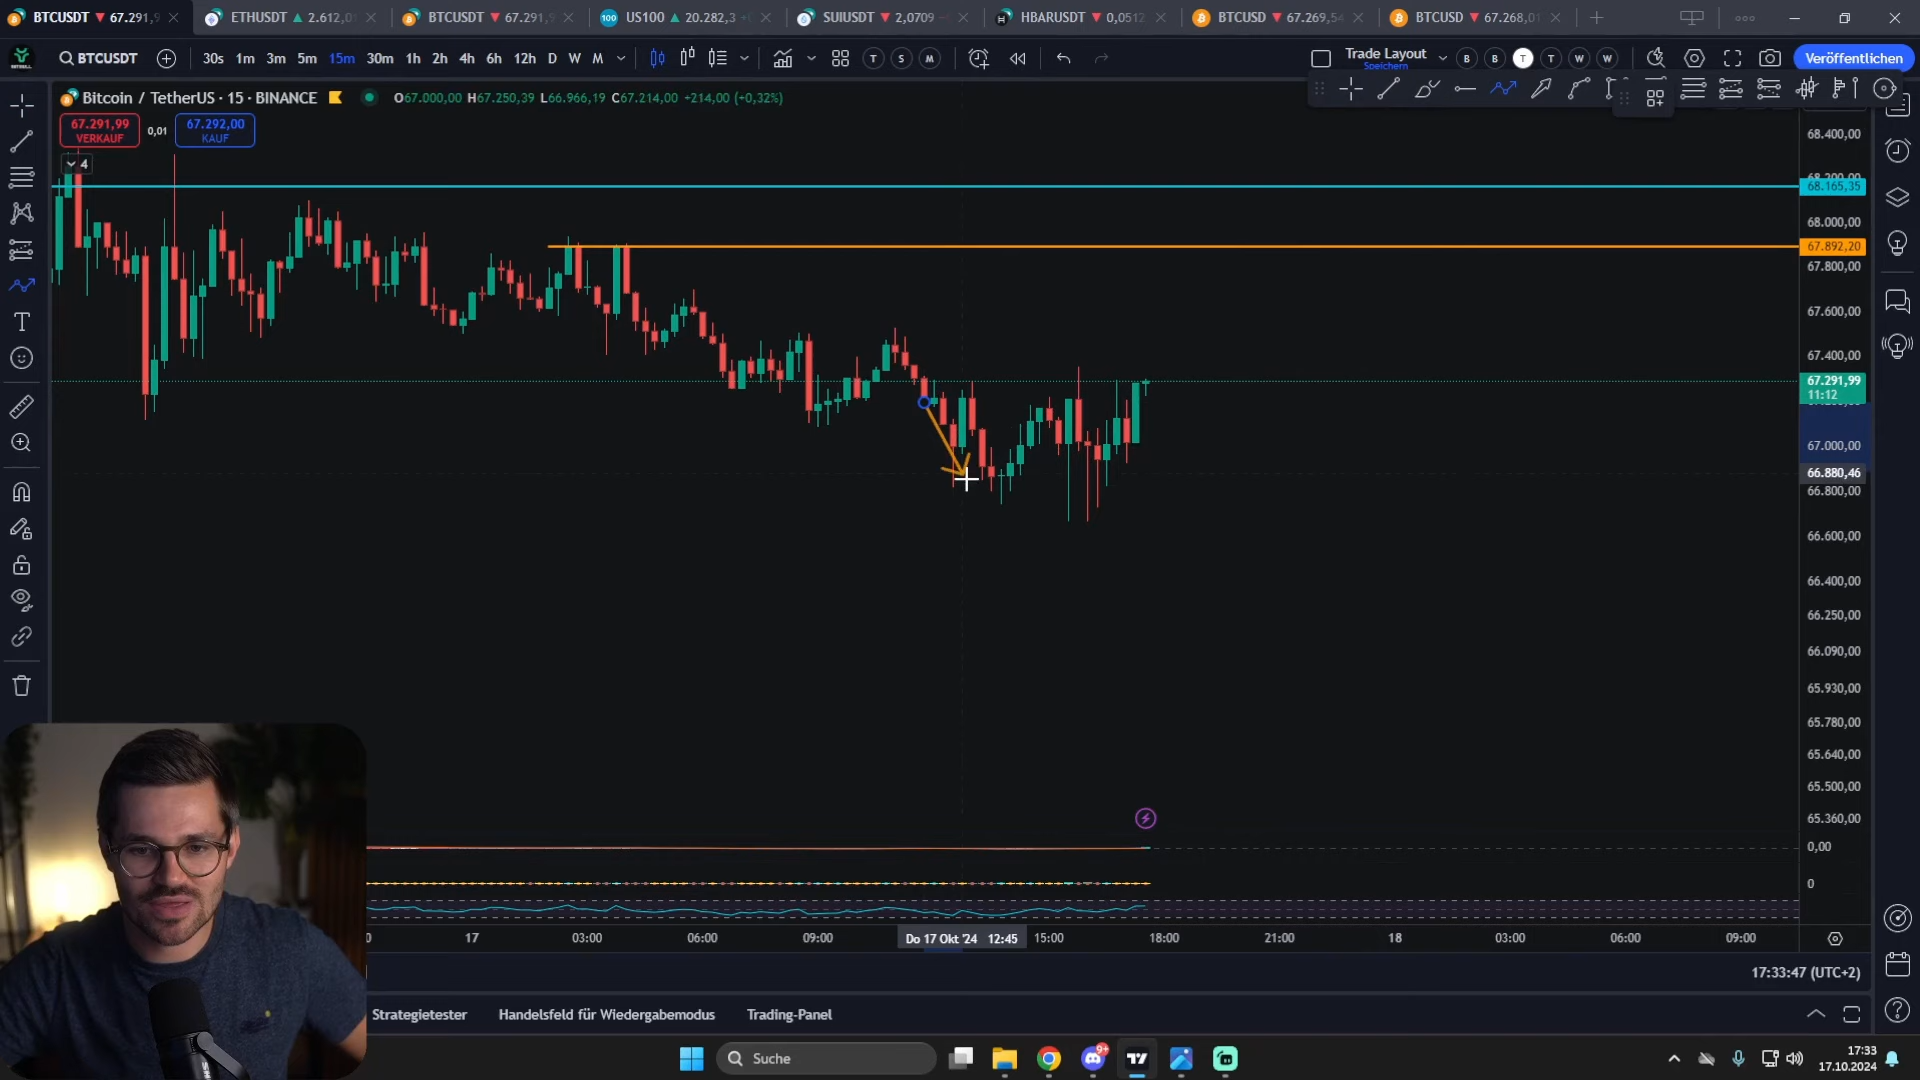 BTCUSDT ▼ 67.291,9
ETHUSDT ▲ 2.612,0
BTCUSDT ▼ 67.291,9
100 US100 ▲ 20.282,3
SUIUSDT ▼ 2,0709
HBARUSDT ▼ 0,0512
BTCUSD ▼ 67.269,54
BTCUSD ▼ 67.268,01
BTCUSDT 30s 1m 3m 5m 15m 30m 1h 2h 4h 6h 12h D W M
T S M
Trade Layout
Speichern
B B T T W W
Veröffentlichen
Bitcoin / TetherUS · 15 · BINANCE
O67.000,00 H67.250,39 L66.966,19 C67.214,00 +214,00 (+0,32%)
67.291,99
VERKAUF
0,01
67.292,00
KAUF
4
68.400,00
68.165,35
68.000,00
67.892,20
67.800,00
67.600,00
67.400,00
67.291,99
11:12
67.000,00
66.880,46
66.800,00
66.600,00
66.400,00
66.250,00
66.090,00
65.930,00
65.780,00
65.640,00
65.500,00
65.360,00
0,00
0
17 03:00 06:00 09:00 Do 17 Okt '24 12:45 15:00 18:00 21:00 18 03:00 06:00 09:00
17:33:47 (UTC+2)
Strategietester Handelsfeld für Wiedergabemodus Trading-Panel
Suche
9+
17:33
17.10.2024